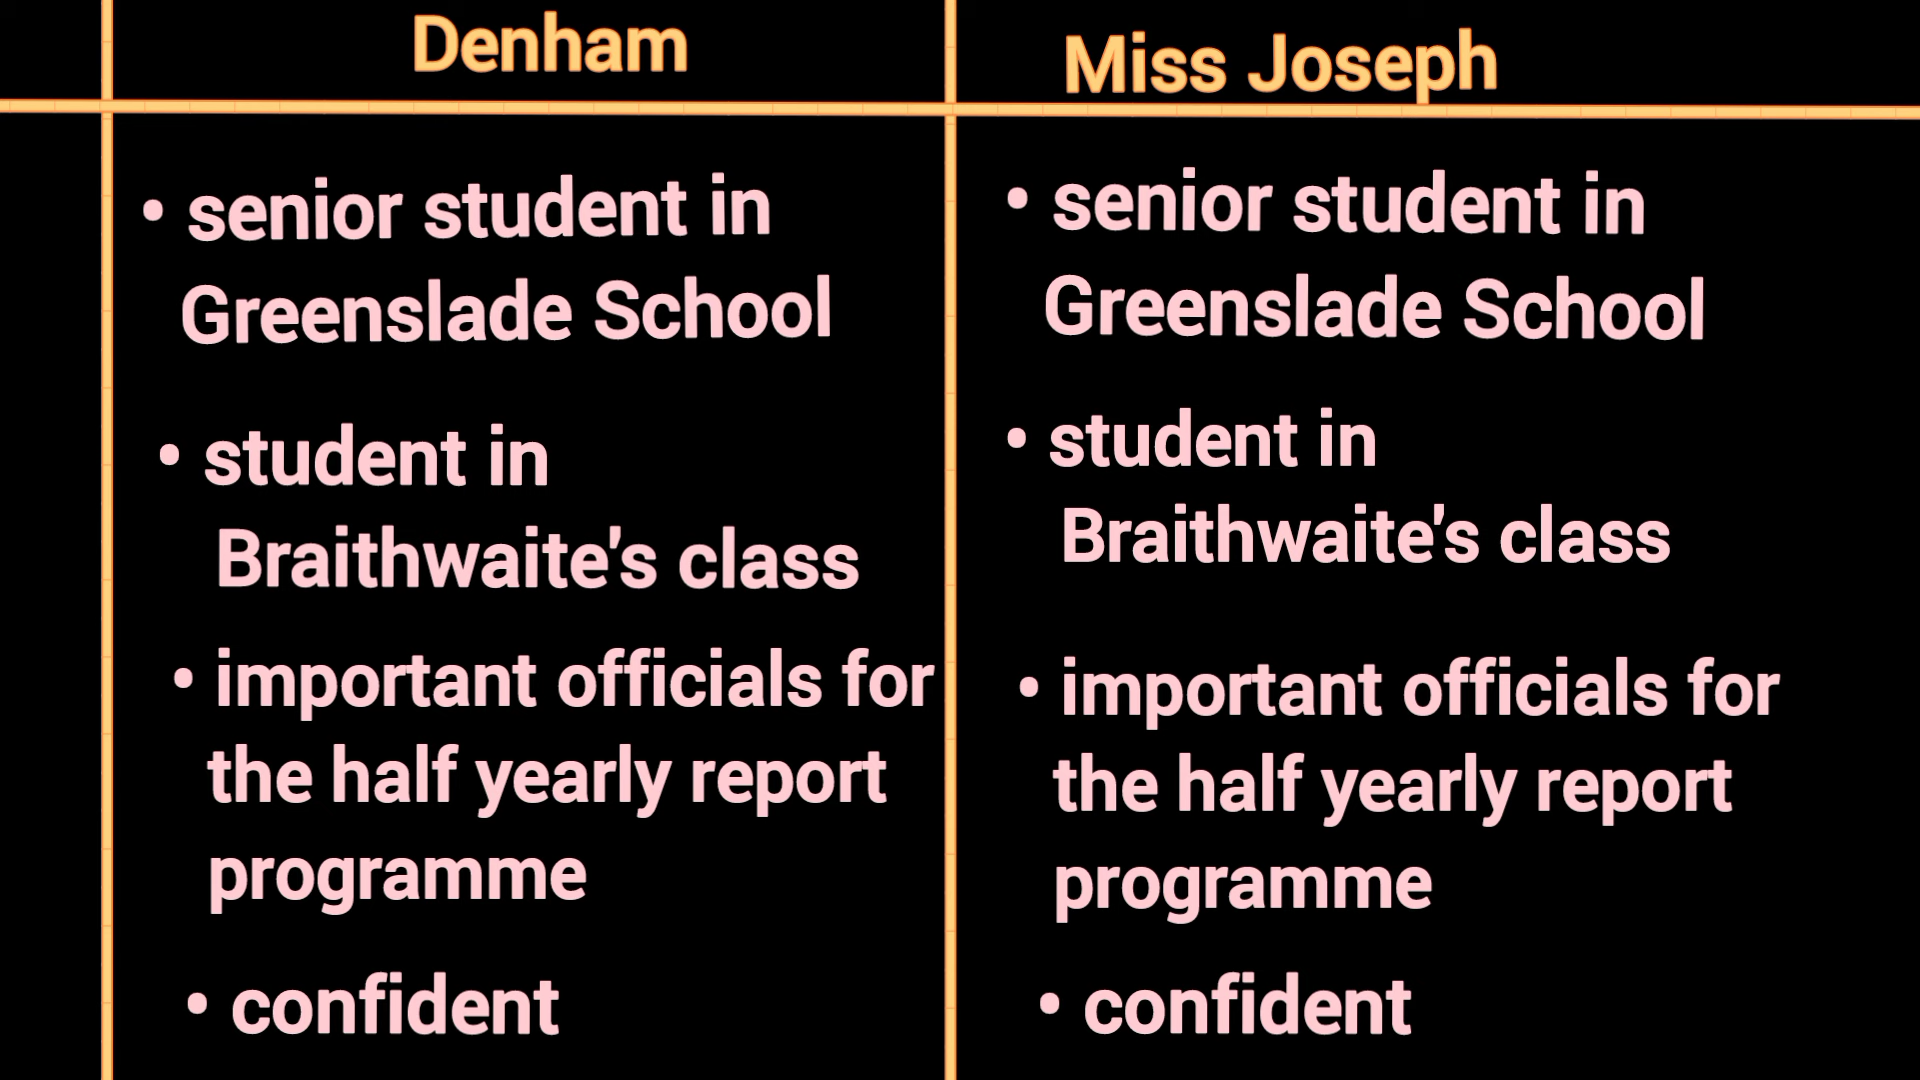 Denham
Miss Joseph
• senior student in
Greenslade School
• student in
Braithwaite's class
• important officials for
the half yearly report
programme
• confident
• senior student in
Greenslade School
• student in
Braithwaite's class
• important officials for
the half yearly report
programme
• confident